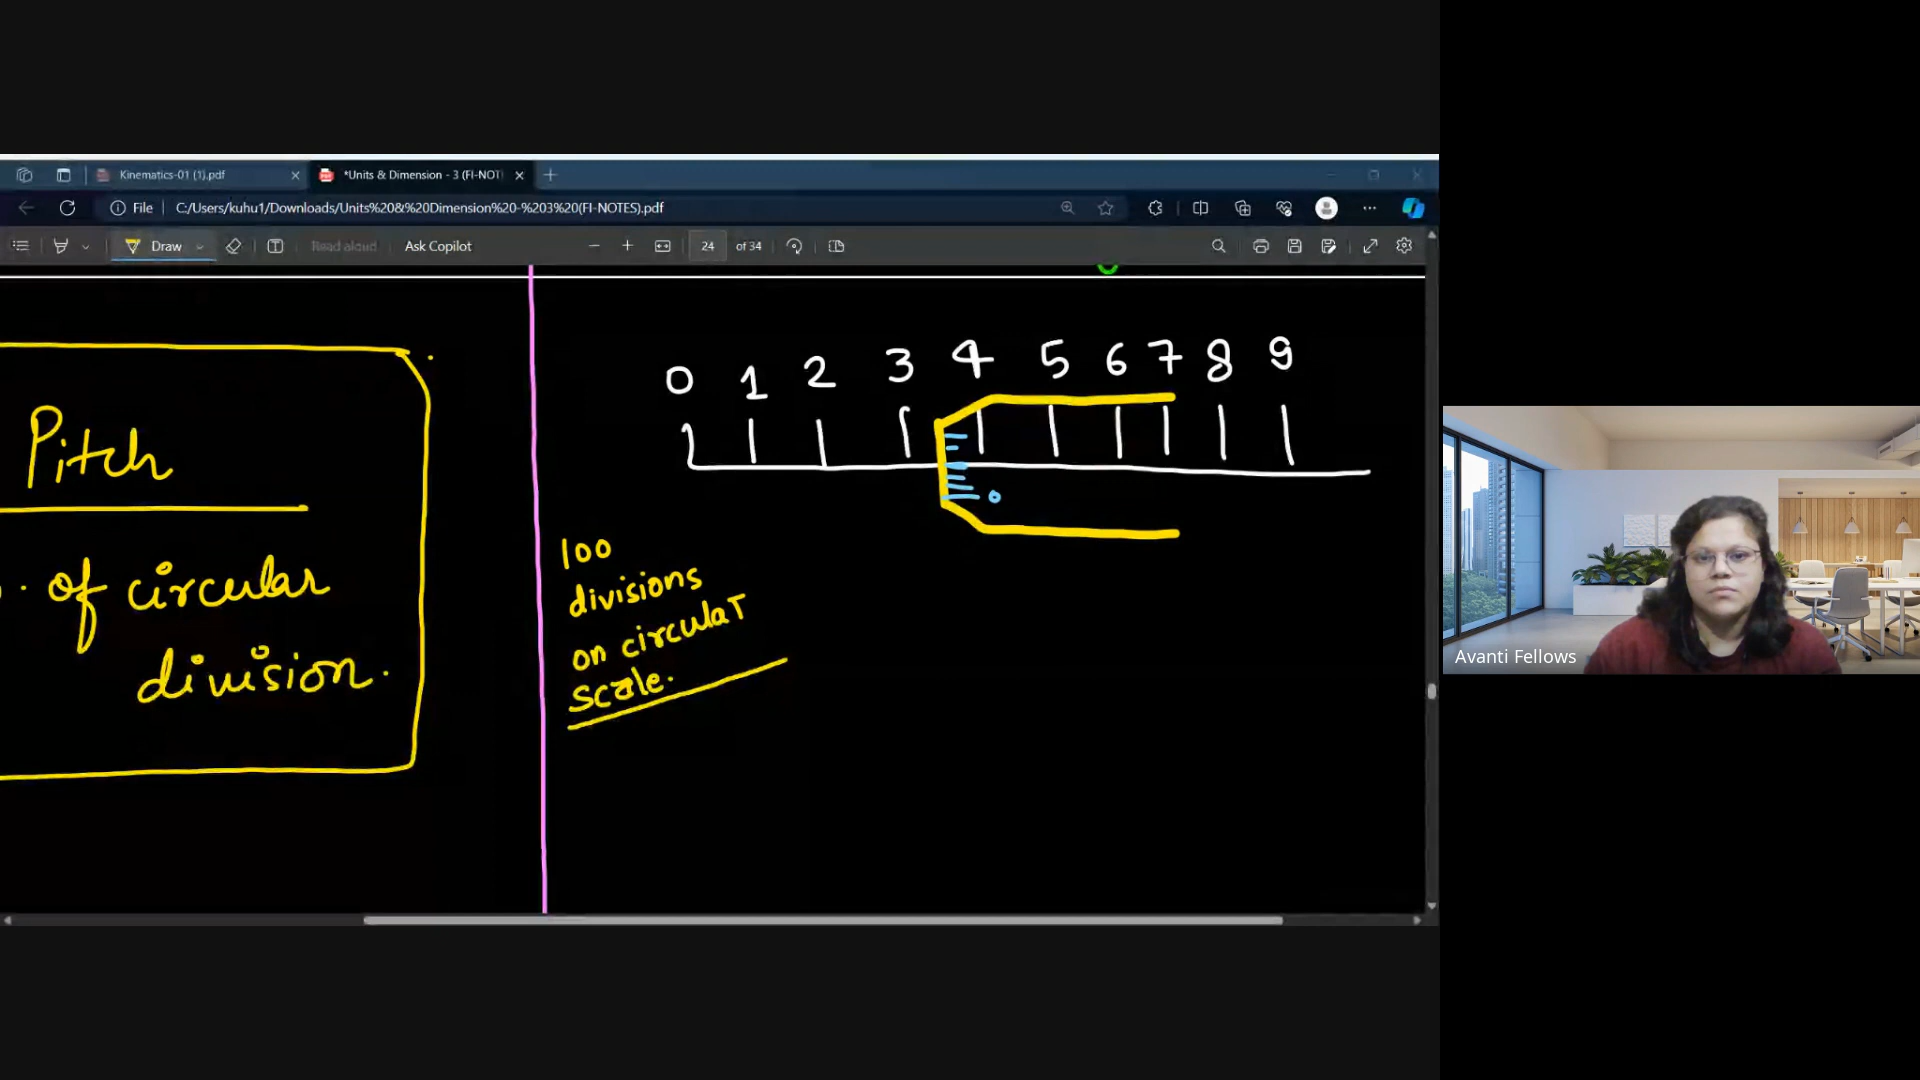 Kinematics-01 (1).pdf
*Units & Dimension - 3 (FI-NOT
File
C:/Users/kuhu1/Downloads/Units%20&%20Dimension%20-%203%20(FI-NOTES).pdf
Draw
Read aloud
Ask Copilot
24 of 34
Pitch
. of circular
division.
0 1 2 3 4 5 6 7 8 9
0
100
divisions
on circular
scale.
Avanti Fellows